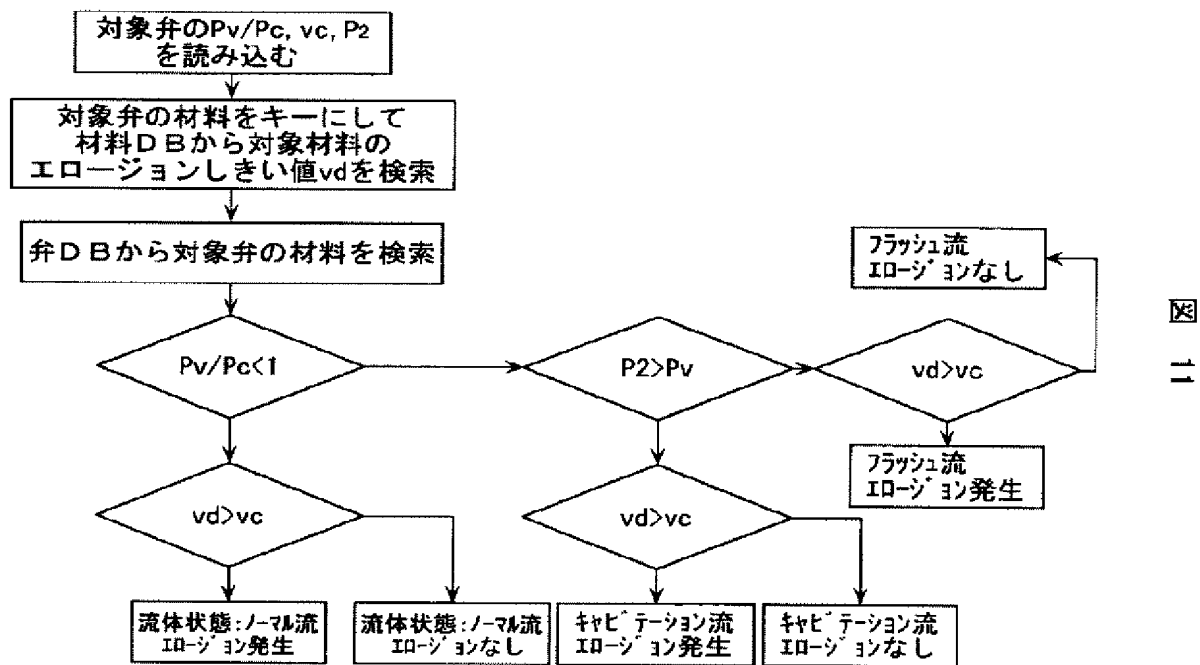 対象弁のPv/Pc, vc, P2
を読み込む
対象弁の材料をキーにして
材料DBから対象材料の
エロージョンしきい値vdを検索
弁DBから対象弁の材料を検索
Pv/Pc<1
P2>Pv
vd>vc
フラッシュ流
エロージョンなし
フラッシュ流
エロージョン発生
vd>vc
vd>vc
流体状態:ノーマル流
エロージョン発生
流体状態:ノーマル流
エロージョンなし
キャビテーション流
エロージョン発生
キャビテーション流
エロージョンなし
図11